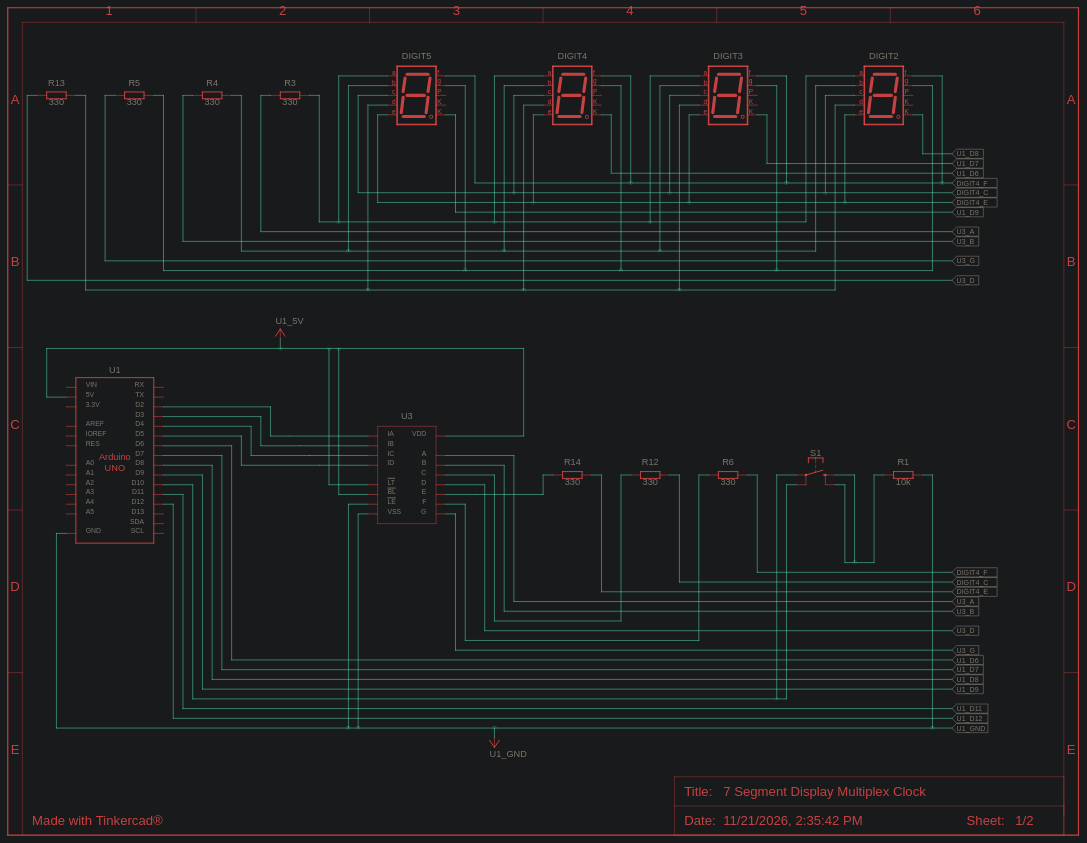 1 2 3 4 5 6
DIGIT5 DIGIT4 DIGIT3 DIGIT2
R13 R5 R4 R3
330 330 330 330
A A
a f a f a f a f
b g b g b g b g
c P c P c P c P
d K d K d K d K
e K e K e K e K
U1_D8
U1_D7
U1_D6
DIGIT4_F
DIGIT4_C
DIGIT4_E
U1_D9
U3_A
U3_B
B B
U3_G
U3_D
U1_5V
U1
VIN RX
5V TX
3.3V D2
D3
AREF D4
IOREF D5
RES D6
D7
A0 D8
A1 D9
A2 D10
A3 D11
A4 D12
A5 D13
SDA
GND SCL
Arduino
UNO
C C
U3
IA VDD
IB
IC A
ID B
C
LT D
BL E
LE F
VSS G
R14 R12 R6 S1 R1
330 330 330 10k
DIGIT4_F
DIGIT4_C
D D
DIGIT4_E
U3_A
U3_B
U3_D
U3_G
U1_D6
U1_D7
U1_D8
U1_D9
U1_D11
U1_D12
U1_GND
E E
U1_GND
Title: 7 Segment Display Multiplex Clock
Made with Tinkercad®
Date: 11/21/2026, 2:35:42 PM Sheet: 1/2